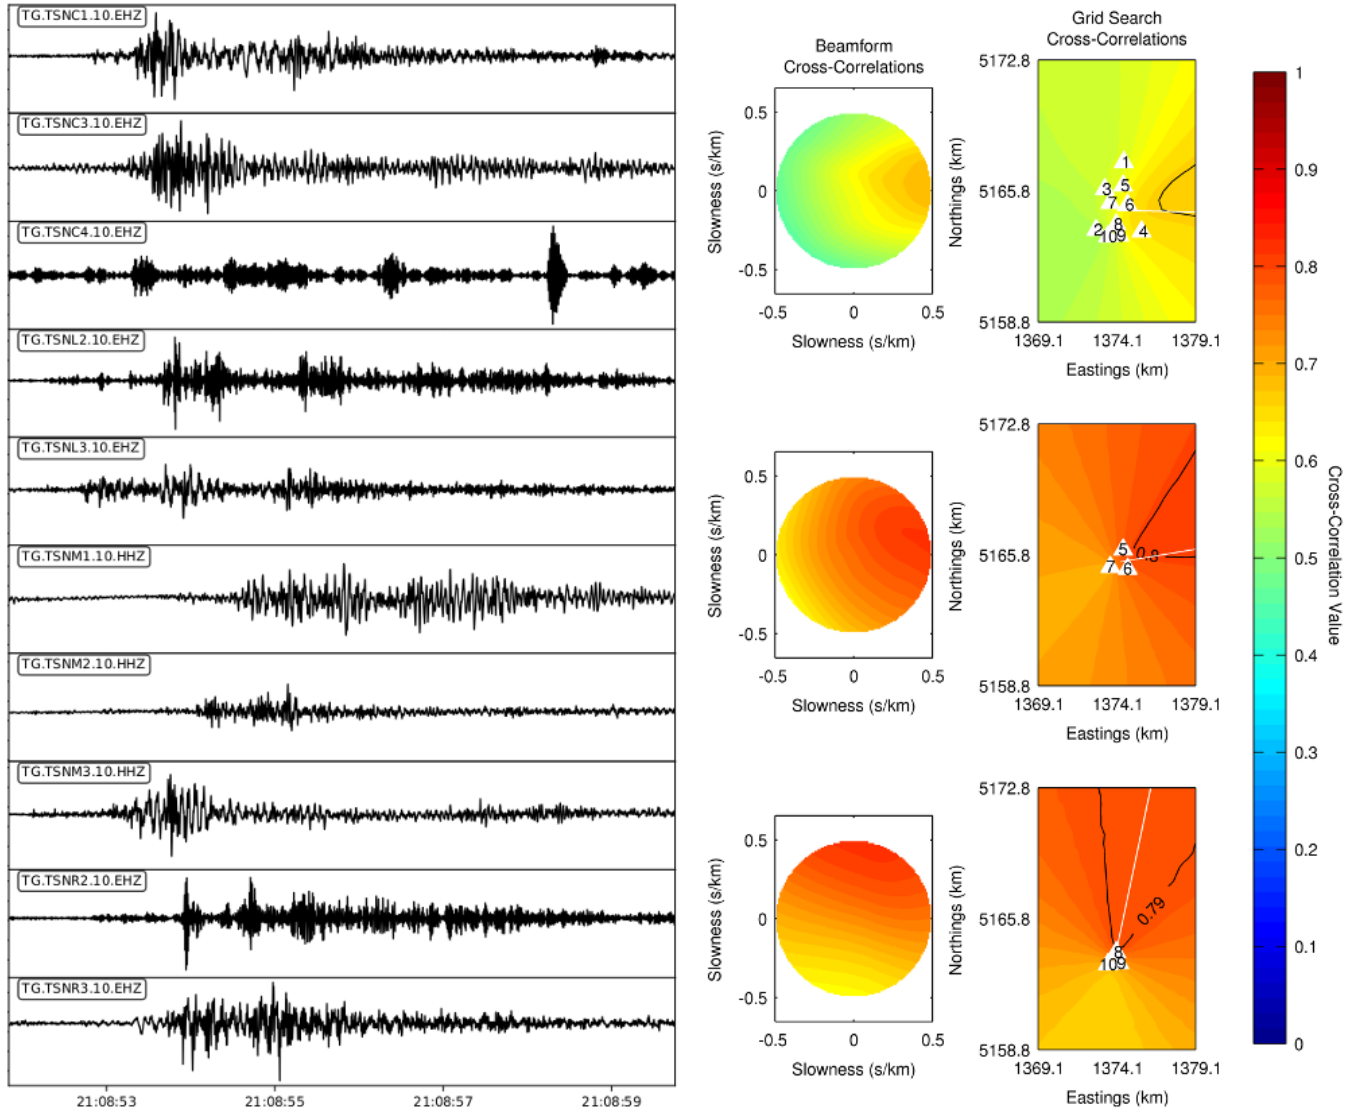 TG.TSNC1.10.EHZ
TG.TSNC3.10.EHZ
TG.TSNC4.10.EHZ
TG.TSNL2.10.EHZ
TG.TSNL3.10.EHZ
TG.TSNM1.10.HHZ
TG.TSNM2.10.HHZ
TG.TSNM3.10.HHZ
TG.TSNR2.10.EHZ
TG.TSNR3.10.EHZ
21:08:53 21:08:55 21:08:57 21:08:59
Beamform
Cross-Correlations
Slowness (s/km)
0.5
0
-0.5
-0.5 0 0.5
Slowness (s/km)
Grid Search
Cross-Correlations
Northings (km)
5172.8
5165.8
5158.8
1
3 5
7 6
2 8 4
109
1369.1 1374.1 1379.1
Eastings (km)
Slowness (s/km)
0.5
0
-0.5
-0.5 0 0.5
Slowness (s/km)
Northings (km)
5172.8
5165.8
5158.8
5 0.8
7 6
1369.1 1374.1 1379.1
Eastings (km)
Slowness (s/km)
0.5
0
-0.5
-0.5 0 0.5
Slowness (s/km)
Northings (km)
5172.8
5165.8
5158.8
0.79
8
109
1369.1 1374.1 1379.1
Eastings (km)
1
0.9
0.8
0.7
0.6
0.5
0.4
0.3
0.2
0.1
0
Cross-Correlation Value